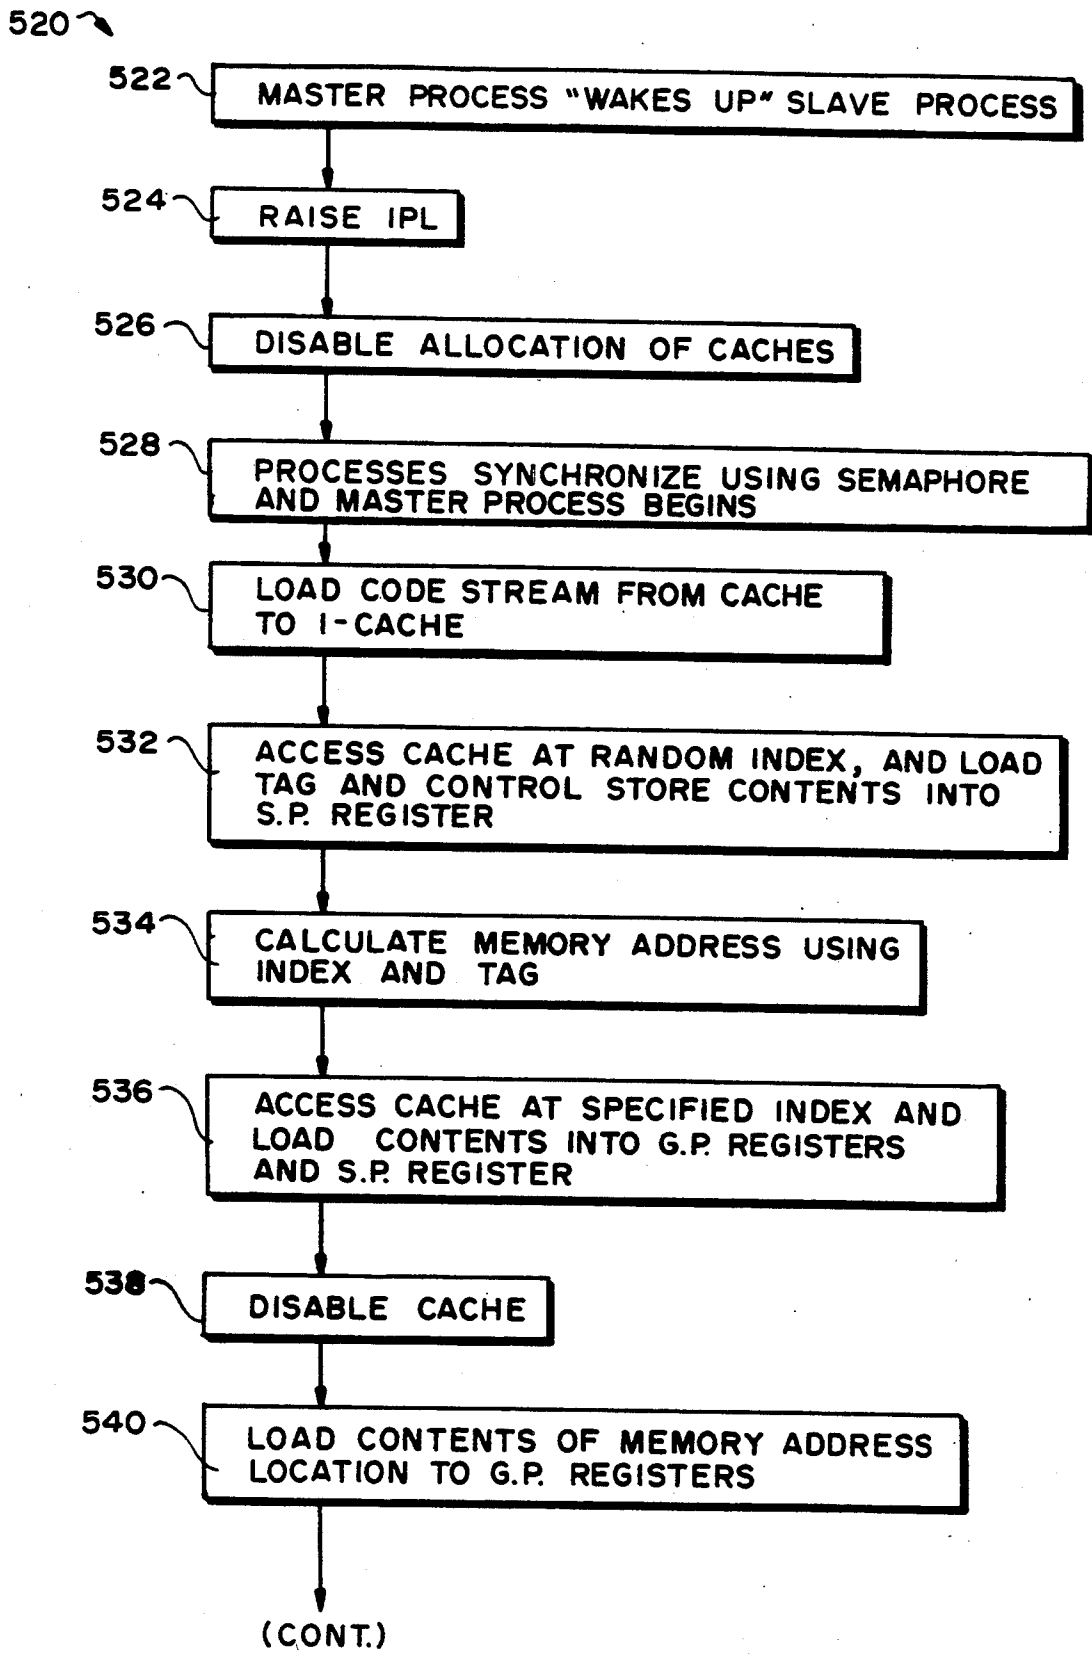 520
522
MASTER PROCESS "WAKES UP" SLAVE PROCESS
524
RAISE IPL
526
DISABLE ALLOCATION OF CACHES
528
PROCESSES SYNCHRONIZE USING SEMAPHORE
AND MASTER PROCESS BEGINS
530
LOAD CODE STREAM FROM CACHE
TO I-CACHE
532
ACCESS CACHE AT RANDOM INDEX, AND LOAD
TAG AND CONTROL STORE CONTENTS INTO
S.P. REGISTER
534
CALCULATE MEMORY ADDRESS USING
INDEX AND TAG
536
ACCESS CACHE AT SPECIFIED INDEX AND
LOAD CONTENTS INTO G.P. REGISTERS
AND S.P. REGISTER
538
DISABLE CACHE
540
LOAD CONTENTS OF MEMORY ADDRESS
LOCATION TO G.P. REGISTERS
(CONT.)